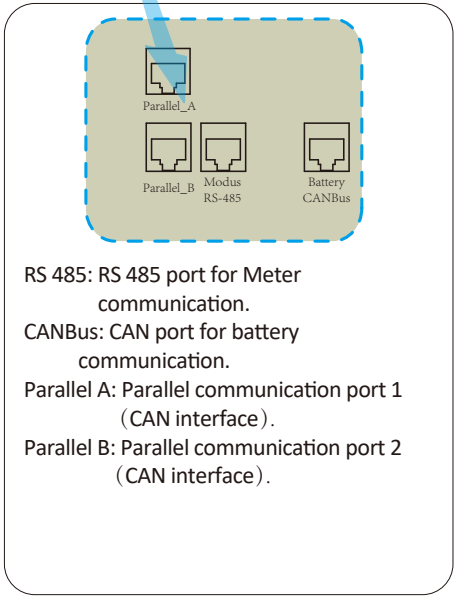 Parallel_A
Parallel_B
Modus
RS-485
Battery
CANBus
RS 485: RS 485 port for Meter
communication.
CANBus: CAN port for battery
communication.
Parallel A: Parallel communication port 1
（CAN interface）.
Parallel B: Parallel communication port 2
（CAN interface）.